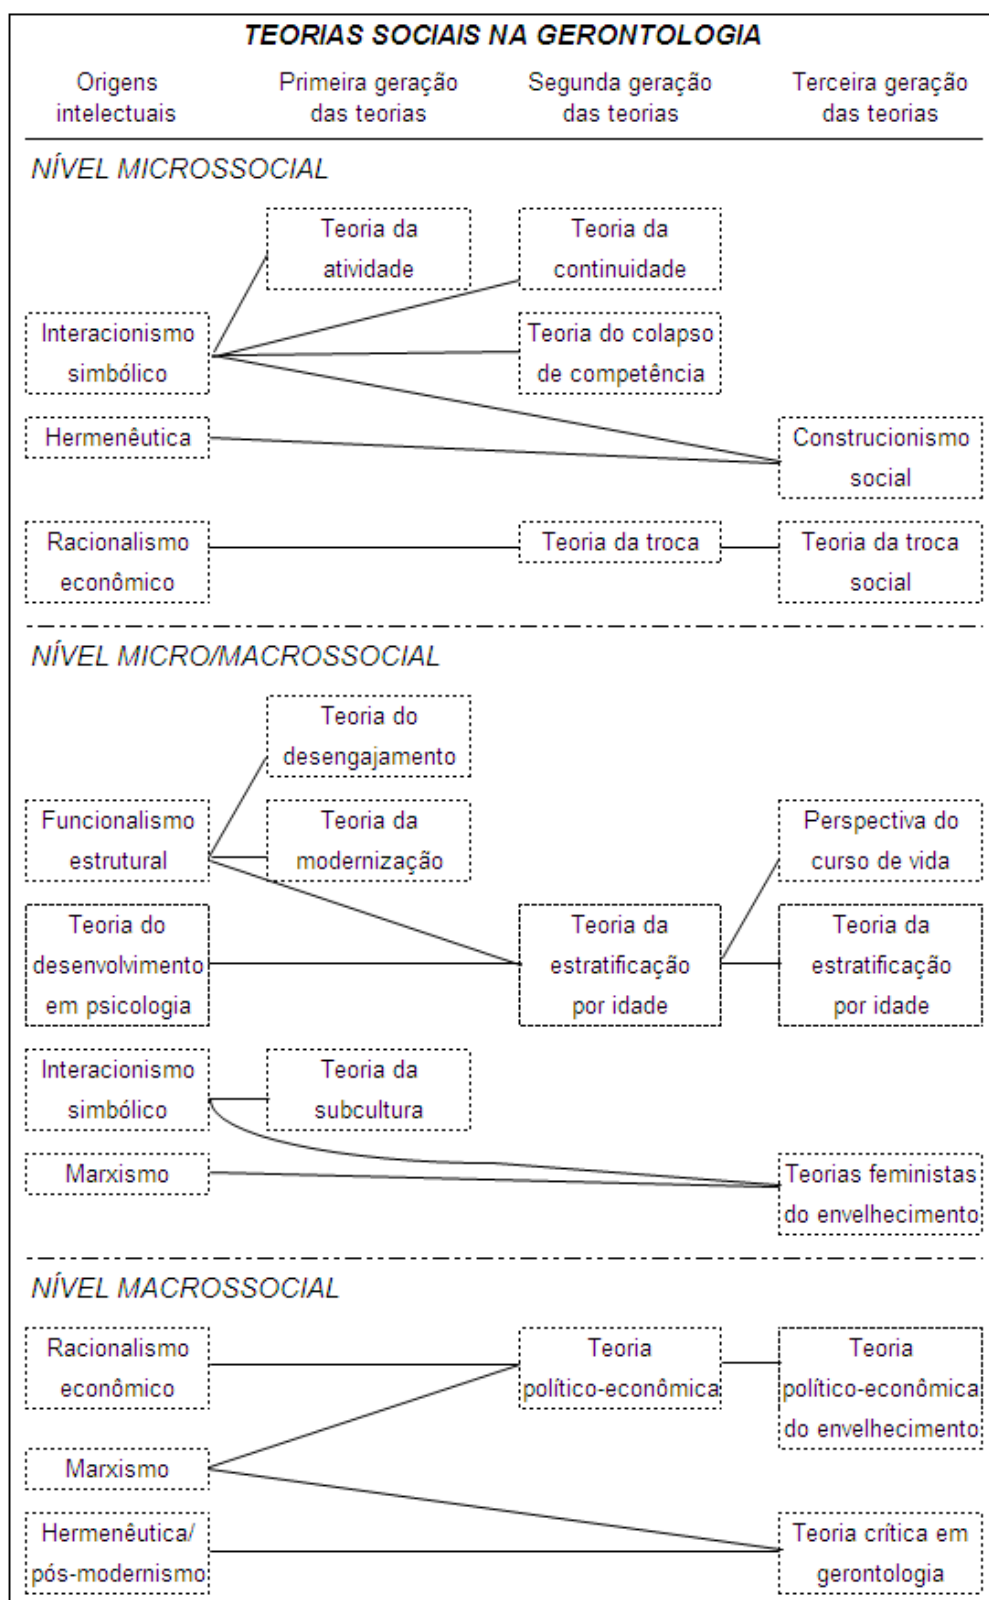 TEORIAS SOCIAIS NA GERONTOLOGIA
Origens
intelectuais
Primeira geração
das teorias
Segunda geração
das teorias
Terceira geração
das teorias
NÍVEL MICROSSOCIAL
Teoria da
atividade
Teoria da
continuidade
Interacionismo
simbólico
Teoria do colapso
de competência
Hermenêutica
Construcionismo
social
Racionalismo
econômico
Teoria da troca
Teoria da troca
social
NÍVEL MICRO/MACROSSOCIAL
Teoria do
desengajamento
Funcionalismo
estrutural
Teoria da
modernização
Perspectiva do
curso de vida
Teoria do
desenvolvimento
em psicologia
Teoria da
estratificação
por idade
Teoria da
estratificação
por idade
Interacionismo
simbólico
Teoria da
subcultura
Marxismo
Teorias feministas
do envelhecimento
NÍVEL MACROSSOCIAL
Racionalismo
econômico
Teoria
político-econômica
Teoria
político-econômica
do envelhecimento
Marxismo
Hermenêutica/
pós-modernismo
Teoria crítica em
gerontologia